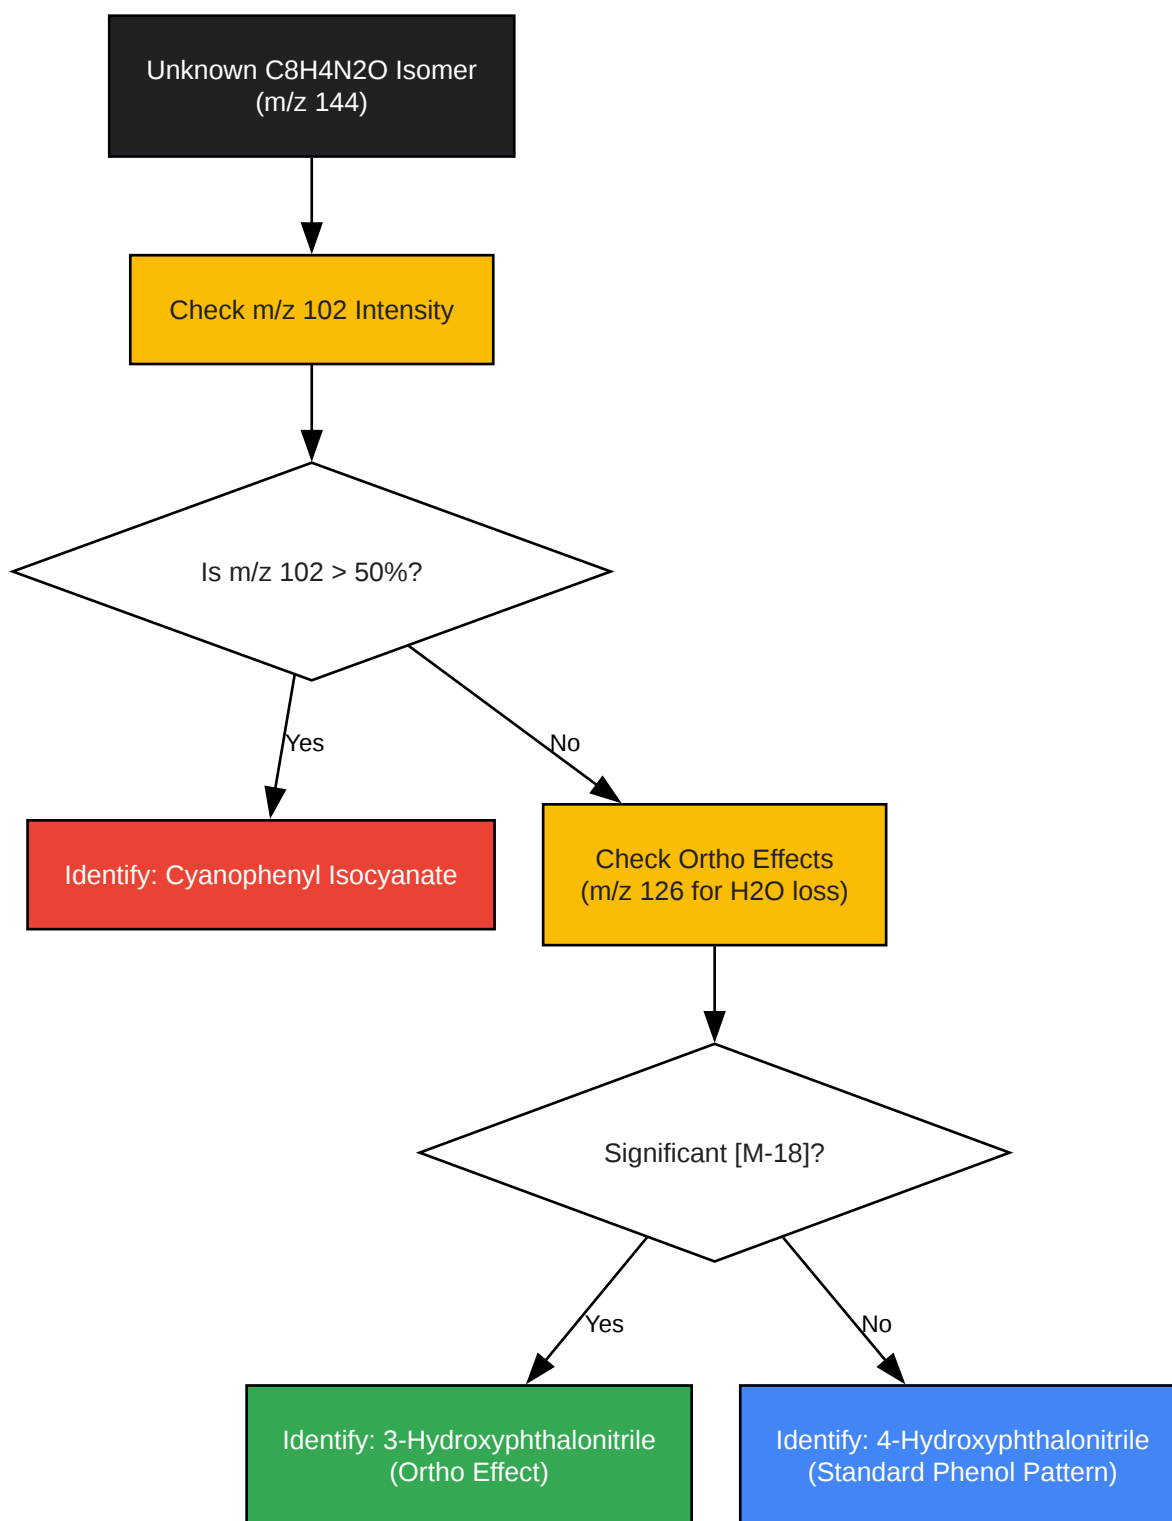 Unknown C8H4N2O Isomer
(m/z 144)
Check m/z 102 Intensity
Is m/z 102 > 50%?
Yes
No
Identify: Cyanophenyl Isocyanate
Check Ortho Effects
(m/z 126 for H2O loss)
Significant [M-18]?
Yes
No
Identify: 3-Hydroxyphthalonitrile
(Ortho Effect)
Identify: 4-Hydroxyphthalonitrile
(Standard Phenol Pattern)